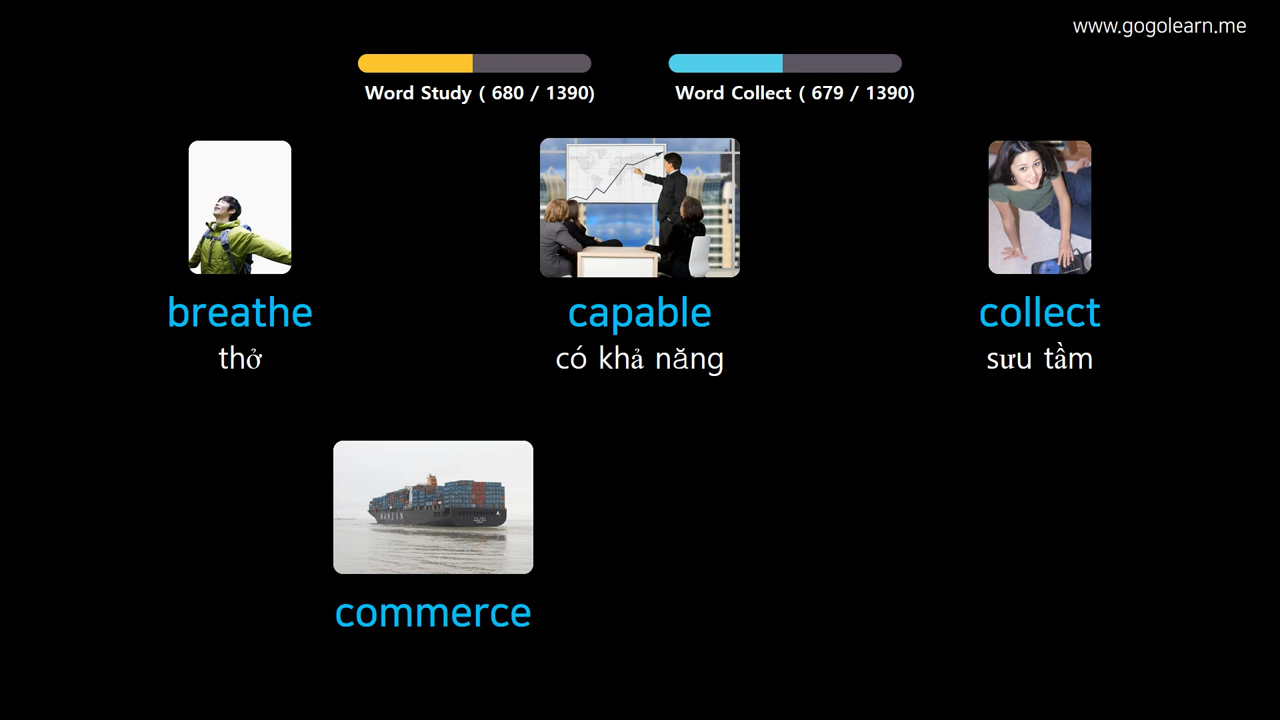 www.gogolearn.me
Word Study ( 680 / 1390)
Word Collect ( 679 / 1390)
breathe
capable
collect
thở
có khả năng
sưu tầm
HANJIN
commerce